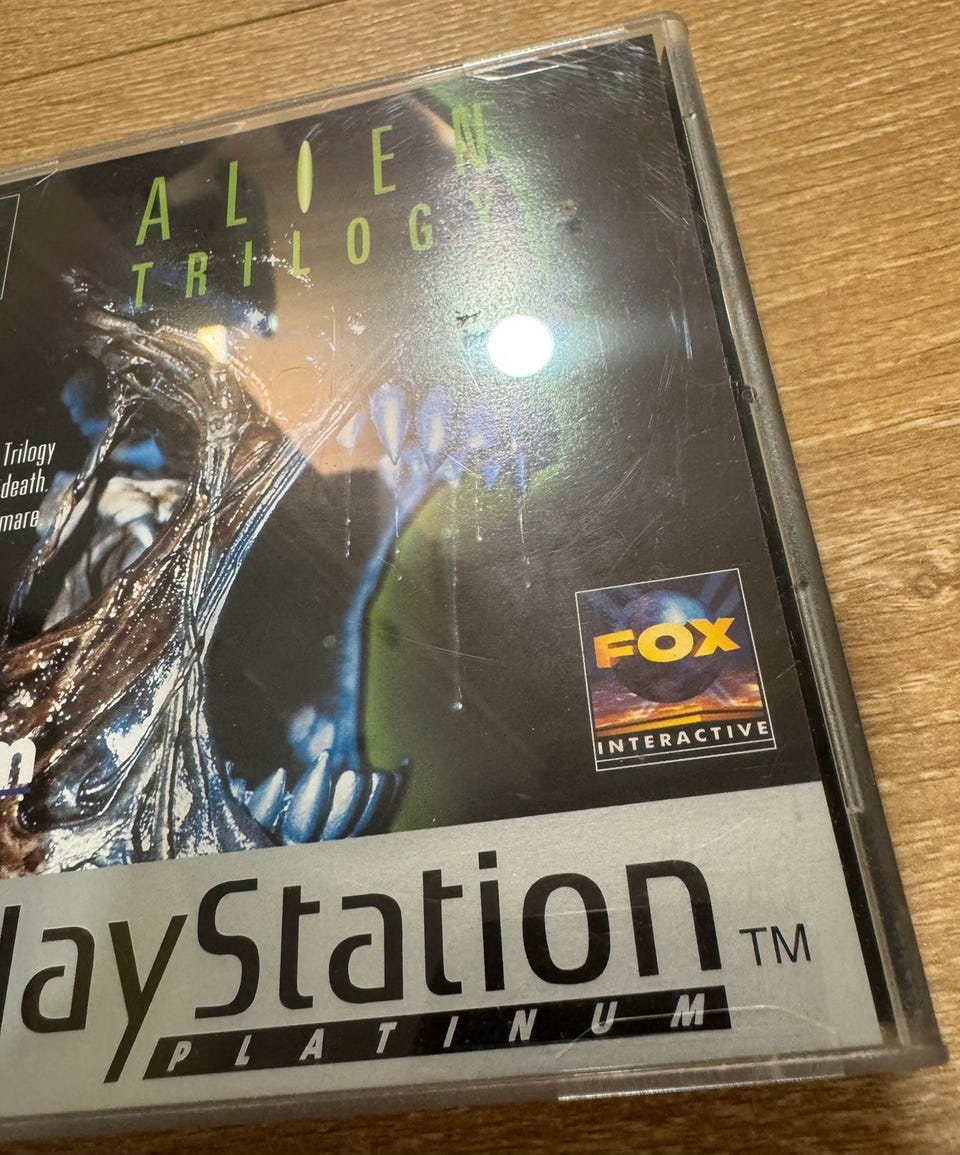 ALIEN
TRILOGY
Trilogy
death.
mare.
m
FOX
INTERACTIVE
layStation TM
PLATINUM